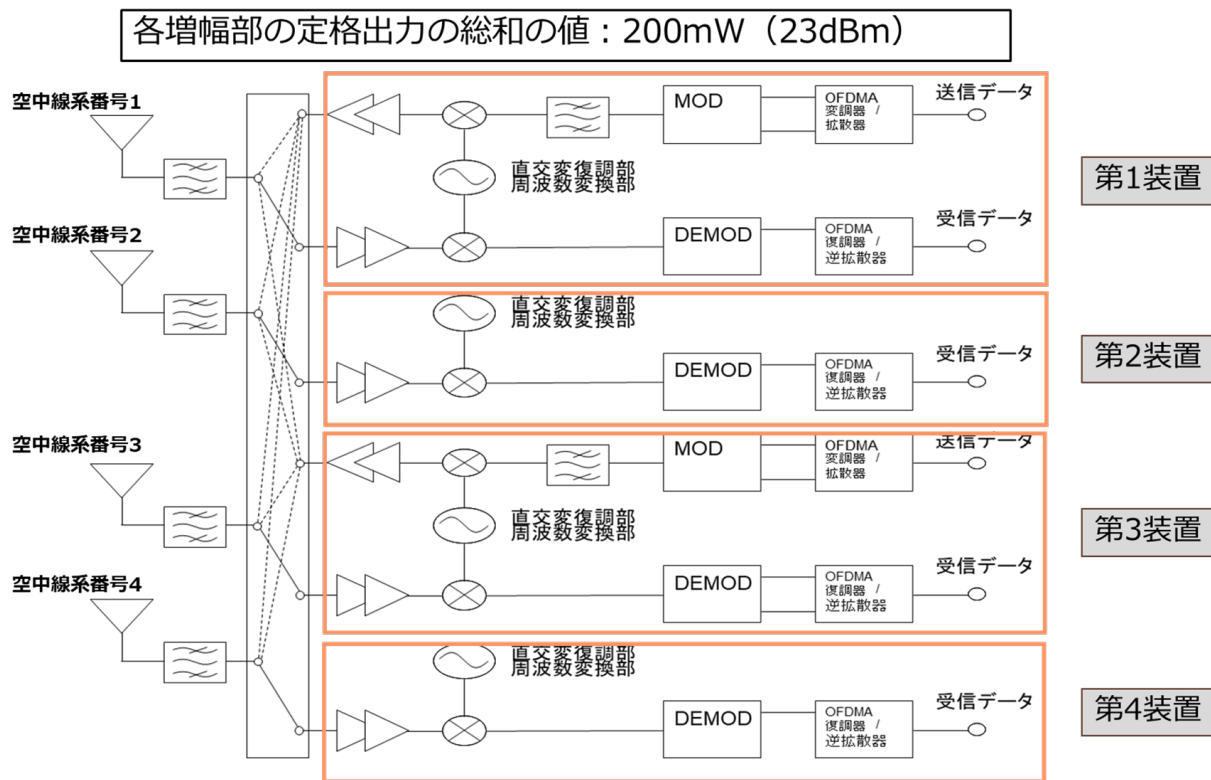 各増幅部の定格出力の総和の値：200mW（23dBm）
空中線系番号1
MOD
OFDMA
変調器 /
拡散器
送信データ
直交変復調部
周波数変換部
第1装置
空中線系番号2
DEMOD
OFDMA
復調器 /
逆拡散器
受信データ
直交変復調部
周波数変換部
DEMOD
OFDMA
復調器 /
逆拡散器
受信データ
第2装置
空中線系番号3
MOD
OFDMA
変調器 /
拡散器
送信データ
直交変復調部
周波数変換部
第3装置
空中線系番号4
DEMOD
OFDMA
復調器 /
逆拡散器
受信データ
直交変復調部
周波数変換部
DEMOD
OFDMA
復調器 /
逆拡散器
受信データ
第4装置